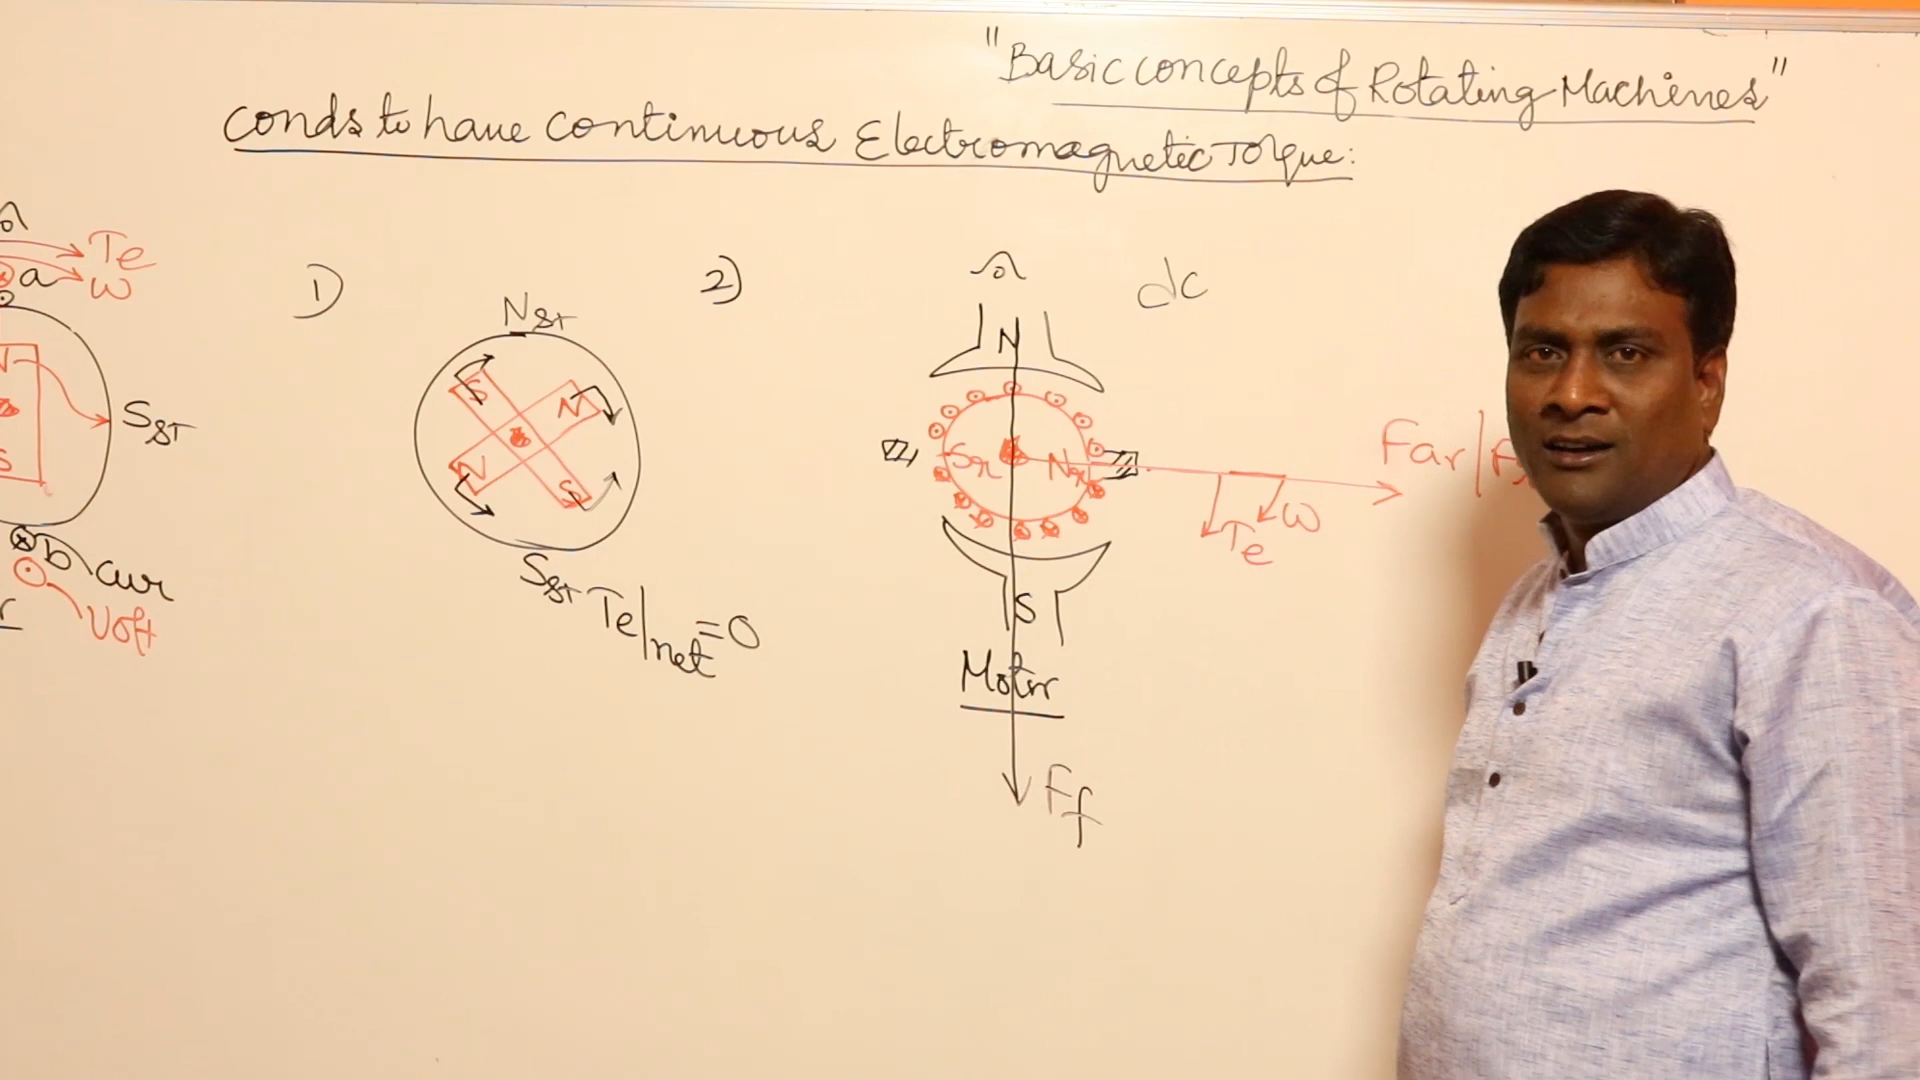 "Basic concepts of Rotating Machines"
Conds to have Continuous Electromagnetic Torque:
Te
a
ω
N
S
SST
b
cur
Volt
1)
NST
S
N
N
S
SST
Te|net = 0
2)
dc
N
Sr
Nr
Far
Te
ω
S
Motor
Ff